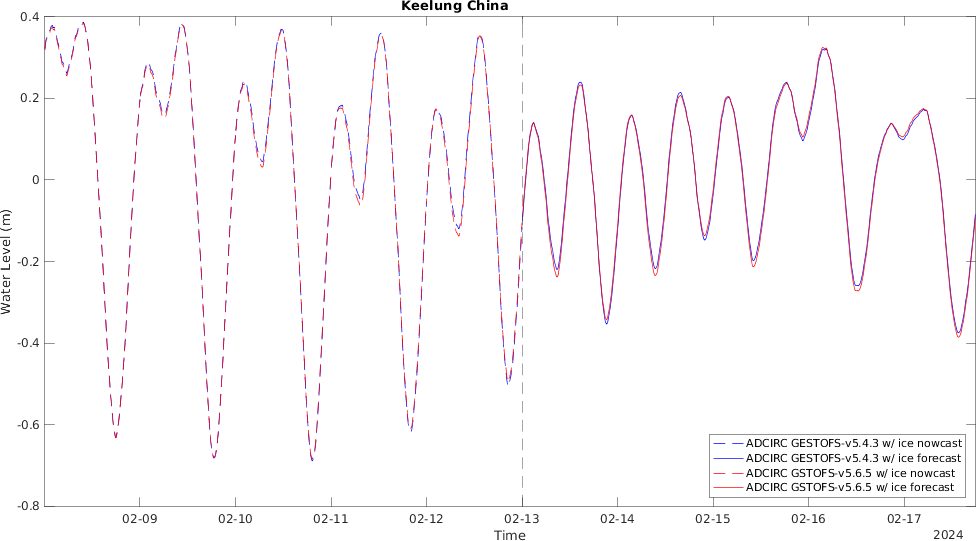 Keelung China
0.4
0.2
0
-0.2
-0.4
-0.6
-0.8
Water Level (m)
02-09 02-10 02-11 02-12 02-13 02-14 02-15 02-16 02-17
Time
2024
ADCIRC GESTOFS-v5.4.3 w/ ice nowcast
ADCIRC GESTOFS-v5.4.3 w/ ice forecast
ADCIRC GSTOFS-v5.6.5 w/ ice nowcast
ADCIRC GSTOFS-v5.6.5 w/ ice forecast